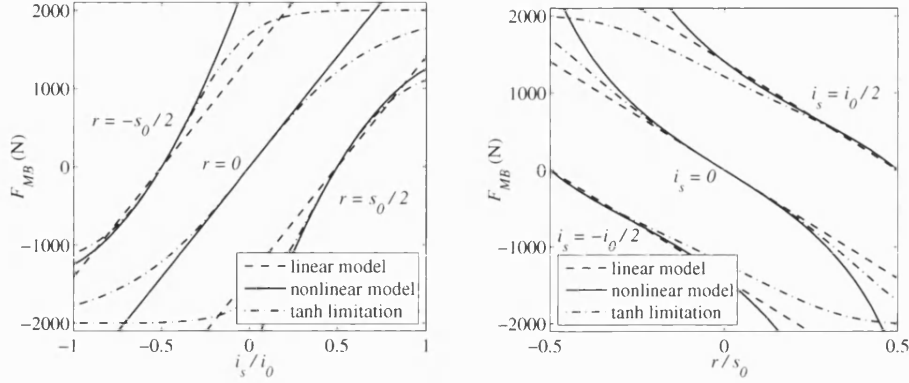 2000
1000
0
-1000
-2000
F_MB (N)
r = -s_0/2
r = 0
r = s_0/2
linear model
nonlinear model
tanh limitation
-1 -0.5 0 0.5 1
i_s/i_0
2000
1000
0
-1000
-2000
F_MB (N)
i_s = i_0/2
i_s = 0
i_s = -i_0/2
linear model
nonlinear model
tanh limitation
-0.5 0 0.5
r/s_0